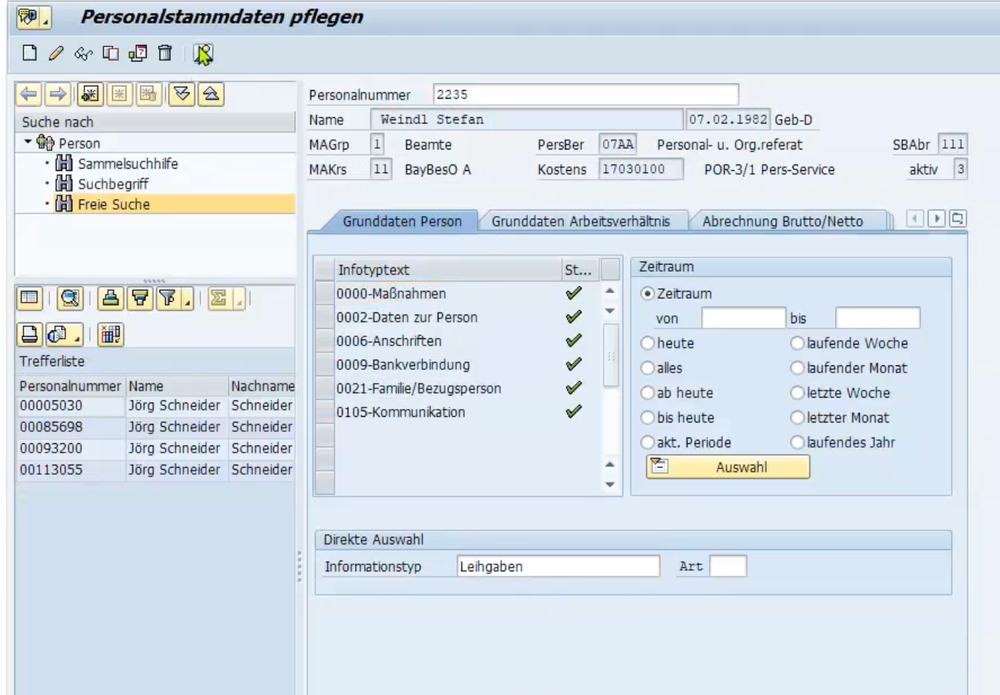 Personalstammdaten pflegen
Suche nach
Person
Sammelsuchhilfe
Suchbegriff
Freie Suche
Trefferliste
Personalnummer Name Nachname
00005030 Jörg Schneider Schneider
00085698 Jörg Schneider Schneider
00093200 Jörg Schneider Schneider
00113055 Jörg Schneider Schneider
Personalnummer 2235
Name Weindl Stefan 07.02.1982 Geb-D
MAGrp 1 Beamte PersBer 07AA Personal- u. Org.referat SBAbr 111
MAKrs 11 BayBesO A Kostens 17030100 POR-3/1 Pers-Service aktiv 3
Grunddaten Person Grunddaten Arbeitsverhältnis Abrechnung Brutto/Netto
Infotyptext St...
0000-Maßnahmen
0002-Daten zur Person
0006-Anschriften
0009-Bankverbindung
0021-Familie/Bezugsperson
0105-Kommunikation
Zeitraum
Zeitraum
von bis
heute laufende Woche
alles laufender Monat
ab heute letzte Woche
bis heute letzter Monat
akt. Periode laufendes Jahr
Auswahl
Direkte Auswahl
Informationstyp Leihgaben Art